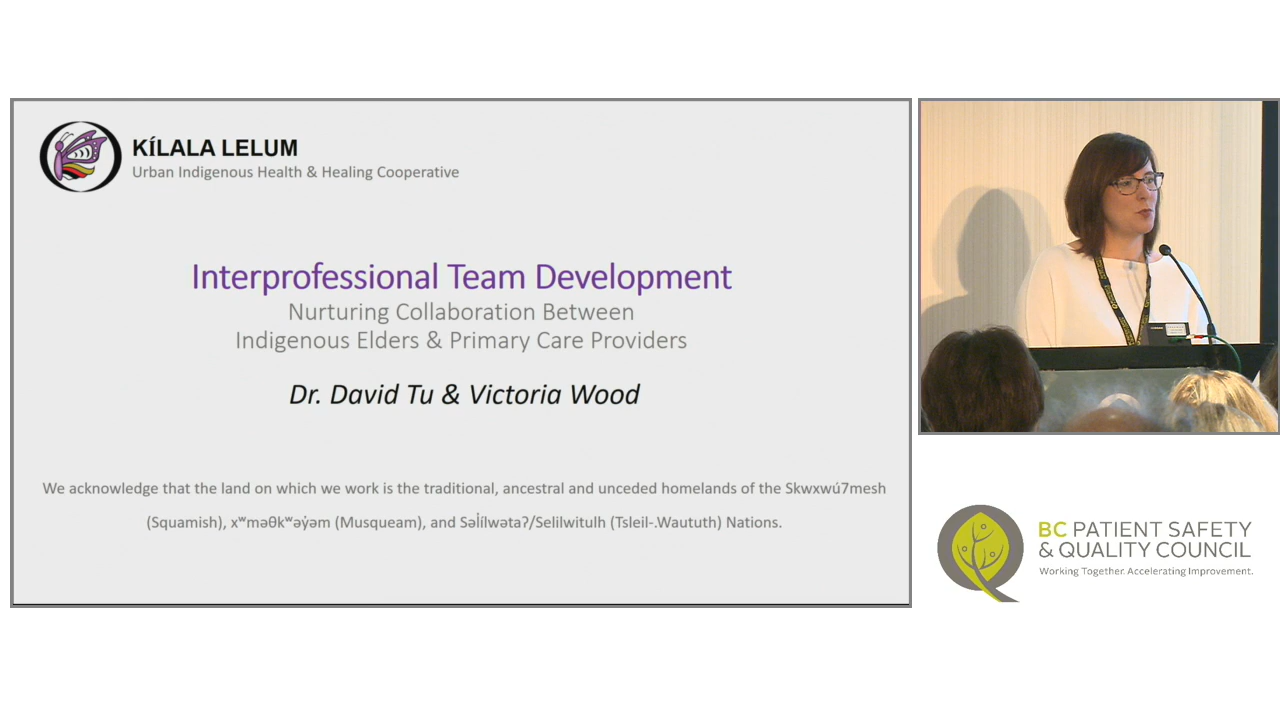 KÍLALA LELUM
Urban Indigenous Health & Healing Cooperative
Interprofessional Team Development
Nurturing Collaboration Between
Indigenous Elders & Primary Care Providers
Dr. David Tu & Victoria Wood
We acknowledge that the land on which we work is the traditional, ancestral and unceded homelands of the Skwxwú7mesh
(Squamish), xʷməθkʷəy̓əm (Musqueam), and Səl̓ílwətaʔ/Selilwitulh (Tsleil-.Waututh) Nations.
BC PATIENT SAFETY
& QUALITY COUNCIL
Working Together. Accelerating Improvement.